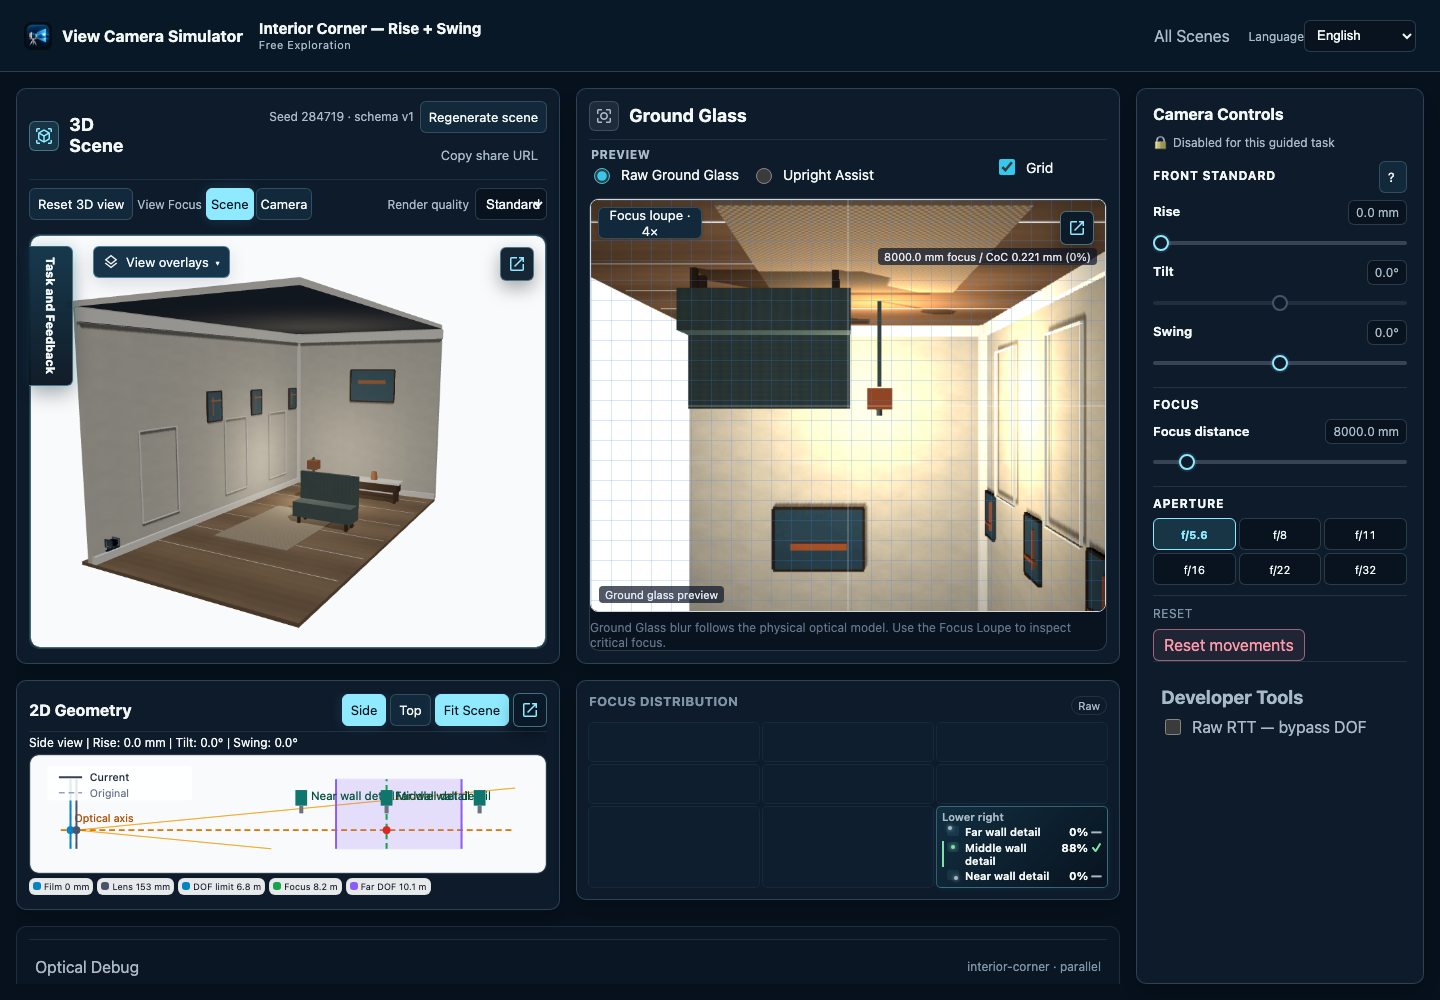 View Camera Simulator
Interior Corner — Rise + Swing
Free Exploration
All Scenes
Language
English
3D Scene
Seed 284719 · schema v1
Regenerate scene
Copy share URL
Reset 3D view
View Focus
Scene
Camera
Render quality
Standard
Task and Feedback
View overlays
Ground Glass
PREVIEW
Raw Ground Glass
Upright Assist
Grid
Focus loupe ·
4×
8000.0 mm focus / CoC 0.221 mm (0%)
Ground glass preview
Ground Glass blur follows the physical optical model. Use the Focus Loupe to inspect
critical focus.
Camera Controls
Disabled for this guided task
FRONT STANDARD
?
Rise
0.0 mm
Tilt
0.0°
Swing
0.0°
FOCUS
Focus distance
8000.0 mm
APERTURE
f/5.6
f/8
f/11
f/16
f/22
f/32
RESET
Reset movements
Developer Tools
Raw RTT — bypass DOF
2D Geometry
Side
Top
Fit Scene
Side view | Rise: 0.0 mm | Tilt: 0.0° | Swing: 0.0°
Current
Original
Optical axis
Near wall
Film 0 mm
Lens 153 mm
DOF limit 6.8 m
Focus 8.2 m
Far DOF 10.1 m
FOCUS DISTRIBUTION
Raw
Lower right
Far wall detail 0% —
Middle wall detail 88% ✓
Near wall detail 0% —
Optical Debug
interior-corner · parallel